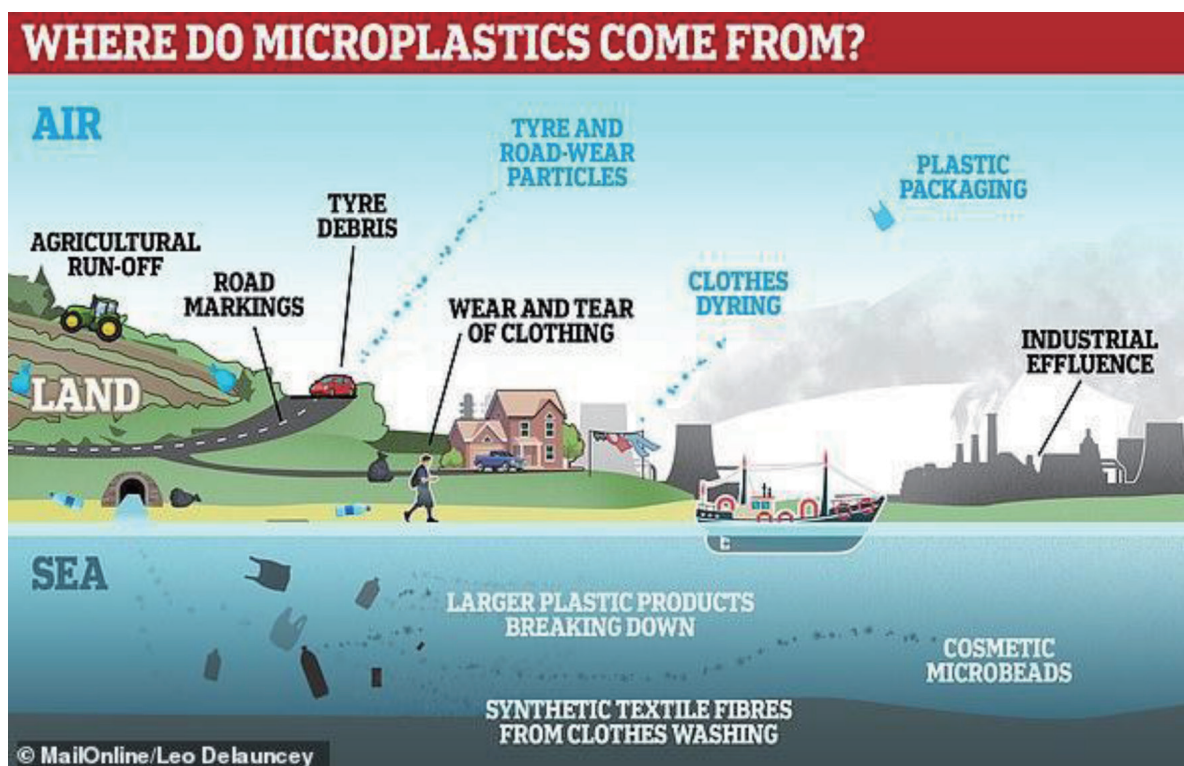 WHERE DO MICROPLASTICS COME FROM?
AIR
TYRE AND
ROAD-WEAR
PARTICLES
PLASTIC
PACKAGING
TYRE
DEBRIS
AGRICULTURAL
RUN-OFF
ROAD
MARKINGS
CLOTHES
DYRING
WEAR AND TEAR
OF CLOTHING
INDUSTRIAL
EFFLUENCE
LAND
SEA
LARGER PLASTIC PRODUCTS
BREAKING DOWN
COSMETIC
MICROBEADS
SYNTHETIC TEXTILE FIBRES
FROM CLOTHES WASHING
© MailOnline/Leo Delauncey